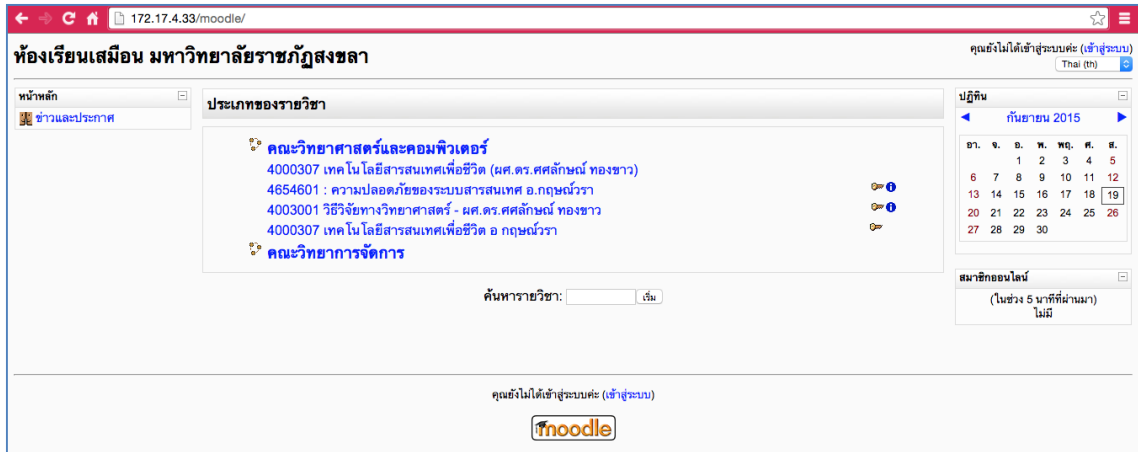 172.17.4.33/moodle/
ห้องเรียนเสมือน มหาวิทยาลัยราชภัฏสงขลา
คุณยังไม่ได้เข้าสู่ระบบค่ะ (เข้าสู่ระบบ)
Thai (th)
หน้าหลัก
ข่าวและประกาศ
ประเภทของรายวิชา
คณะวิทยาศาสตร์และคอมพิวเตอร์
4000307 เทคโนโลยีสารสนเทศเพื่อชีวิต (ผศ.ดร.ศศลักษณ์ ทองขาว)
4654601 : ความปลอดภัยของระบบสารสนเทศ อ.กฤษณ์วรา
4003001 วิธีวิจัยทางวิทยาศาสตร์ - ผศ.ดร.ศศลักษณ์ ทองขาว
4000307 เทคโนโลยีสารสนเทศเพื่อชีวิต อ กฤษณ์วรา
คณะวิทยาการจัดการ
ค้นหารายวิชา: เริ่ม
ปฏิทิน
กันยายน 2015
อา. จ. อ. พ. พฤ. ศ. ส.
1 2 3 4 5
6 7 8 9 10 11 12
13 14 15 16 17 18 19
20 21 22 23 24 25 26
27 28 29 30
สมาชิกออนไลน์
(ในช่วง 5 นาทีที่ผ่านมา)
ไม่มี
คุณยังไม่ได้เข้าสู่ระบบค่ะ (เข้าสู่ระบบ)
moodle